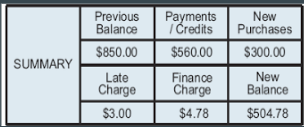 SUMMARY
Previous Balance	Payments / Credits	New Purchases
$850.00	$560.00	$300.00
Late Charge	Finance Charge	New Balance
$3.00	$4.78	$504.78